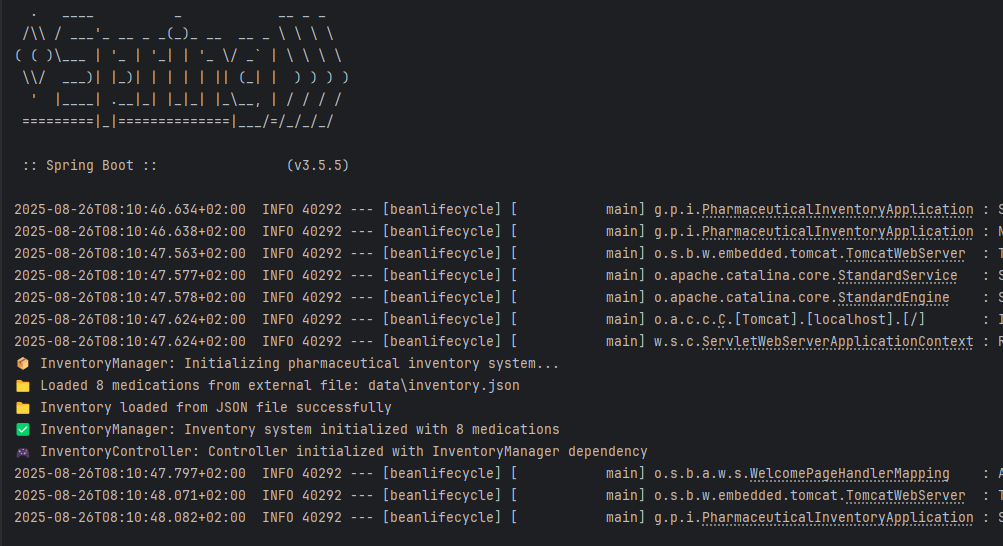 .   ____          _            __ _ _
 /\\ / ___'_ __ _ _(_)_ __  __ _ \ \ \ \
( ( )\___ | '_ | '_| | '_ \/ _` | \ \ \ \
 \\/  ___)| |_)| | | | | || (_| |  ) ) ) )
  '  |____| .__|_| |_|_| |_\__, | / / / /
 =========|_|==============|___/=/_/_/_/
 :: Spring Boot ::                (v3.5.5)
2025-08-26T08:10:46.634+02:00  INFO 40292 --- [beanlifecycle] [           main] g.p.i.PharmaceuticalInventoryApplication : S
2025-08-26T08:10:46.638+02:00  INFO 40292 --- [beanlifecycle] [           main] g.p.i.PharmaceuticalInventoryApplication : N
2025-08-26T08:10:47.563+02:00  INFO 40292 --- [beanlifecycle] [           main] o.s.b.w.embedded.tomcat.TomcatWebServer  : T
2025-08-26T08:10:47.577+02:00  INFO 40292 --- [beanlifecycle] [           main] o.apache.catalina.core.StandardService   : S
2025-08-26T08:10:47.578+02:00  INFO 40292 --- [beanlifecycle] [           main] o.apache.catalina.core.StandardEngine    : S
2025-08-26T08:10:47.624+02:00  INFO 40292 --- [beanlifecycle] [           main] o.a.c.c.C.[Tomcat].[localhost].[/]       : I
2025-08-26T08:10:47.624+02:00  INFO 40292 --- [beanlifecycle] [           main] w.s.c.ServletWebServerApplicationContext : R
📦 InventoryManager: Initializing pharmaceutical inventory system...
📁 Loaded 8 medications from external file: data\inventory.json
📁 Inventory loaded from JSON file successfully
✅ InventoryManager: Inventory system initialized with 8 medications
🎮 InventoryController: Controller initialized with InventoryManager dependency
2025-08-26T08:10:47.797+02:00  INFO 40292 --- [beanlifecycle] [           main] o.s.b.a.w.s.WelcomePageHandlerMapping    : A
2025-08-26T08:10:48.071+02:00  INFO 40292 --- [beanlifecycle] [           main] o.s.b.w.embedded.tomcat.TomcatWebServer  : T
2025-08-26T08:10:48.082+02:00  INFO 40292 --- [beanlifecycle] [           main] g.p.i.PharmaceuticalInventoryApplication : S